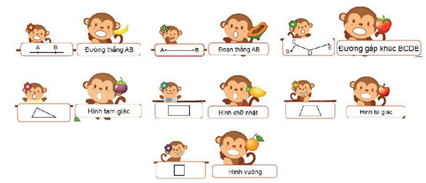 A B
Đường thẳng AB
A B
Đoạn thẳng AB
B C D E
Đường gấp khúc BCDE
Hình tam giác
Hình chữ nhật
Hình tứ giác
Hình vuông